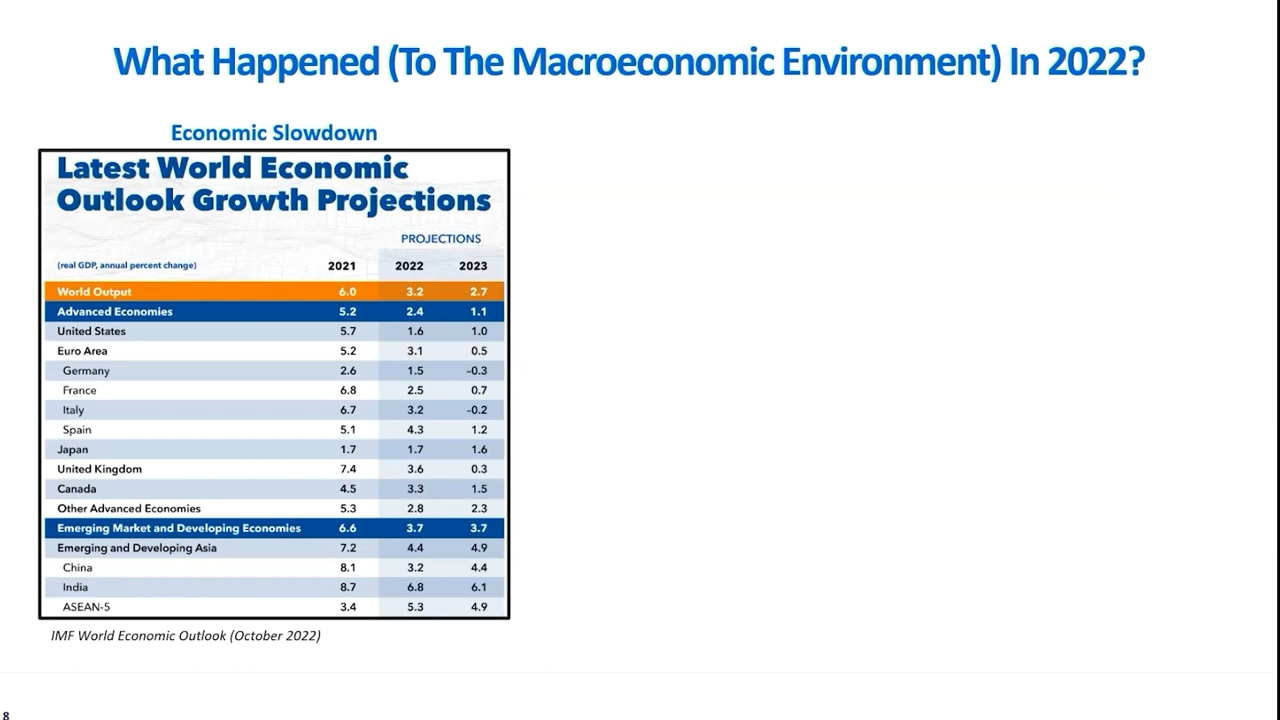 What Happened (To The Macroeconomic Environment) In 2022?
Economic Slowdown
Latest World Economic
Outlook Growth Projections
PROJECTIONS
(real GDP, annual percent change) 2021 2022 2023
World Output 6.0 3.2 2.7
Advanced Economies 5.2 2.4 1.1
United States 5.7 1.6 1.0
Euro Area 5.2 3.1 0.5
Germany 2.6 1.5 -0.3
France 6.8 2.5 0.7
Italy 6.7 3.2 -0.2
Spain 5.1 4.3 1.2
Japan 1.7 1.7 1.6
United Kingdom 7.4 3.6 0.3
Canada 4.5 3.3 1.5
Other Advanced Economies 5.3 2.8 2.3
Emerging Market and Developing Economies 6.6 3.7 3.7
Emerging and Developing Asia 7.2 4.4 4.9
China 8.1 3.2 4.4
India 8.7 6.8 6.1
ASEAN-5 3.4 5.3 4.9
IMF World Economic Outlook (October 2022)
8